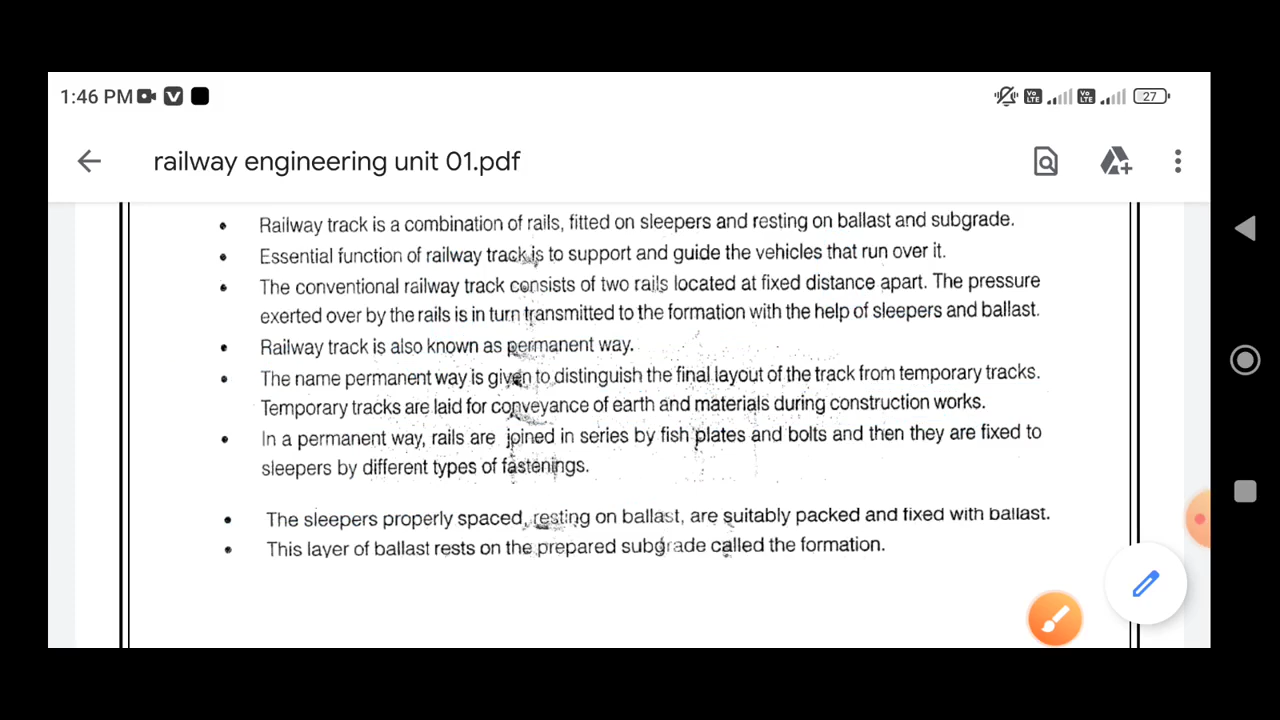 1:46 PM
27
railway engineering unit 01.pdf
• Railway track is a combination of rails, fitted on sleepers and resting on ballast and subgrade.
• Essential function of railway track is to support and guide the vehicles that run over it.
• The conventional railway track consists of two rails located at fixed distance apart. The pressure
exerted over by the rails is in turn transmitted to the formation with the help of sleepers and ballast.
• Railway track is also known as permanent way.
• The name permanent way is given to distinguish the final layout of the track from temporary tracks.
Temporary tracks are laid for conveyance of earth and materials during construction works.
• In a permanent way, rails are joined in series by fish plates and bolts and then they are fixed to
sleepers by different types of fastenings.
• The sleepers properly spaced, resting on ballast, are suitably packed and fixed with ballast.
• This layer of ballast rests on the prepared subgrade called the formation.